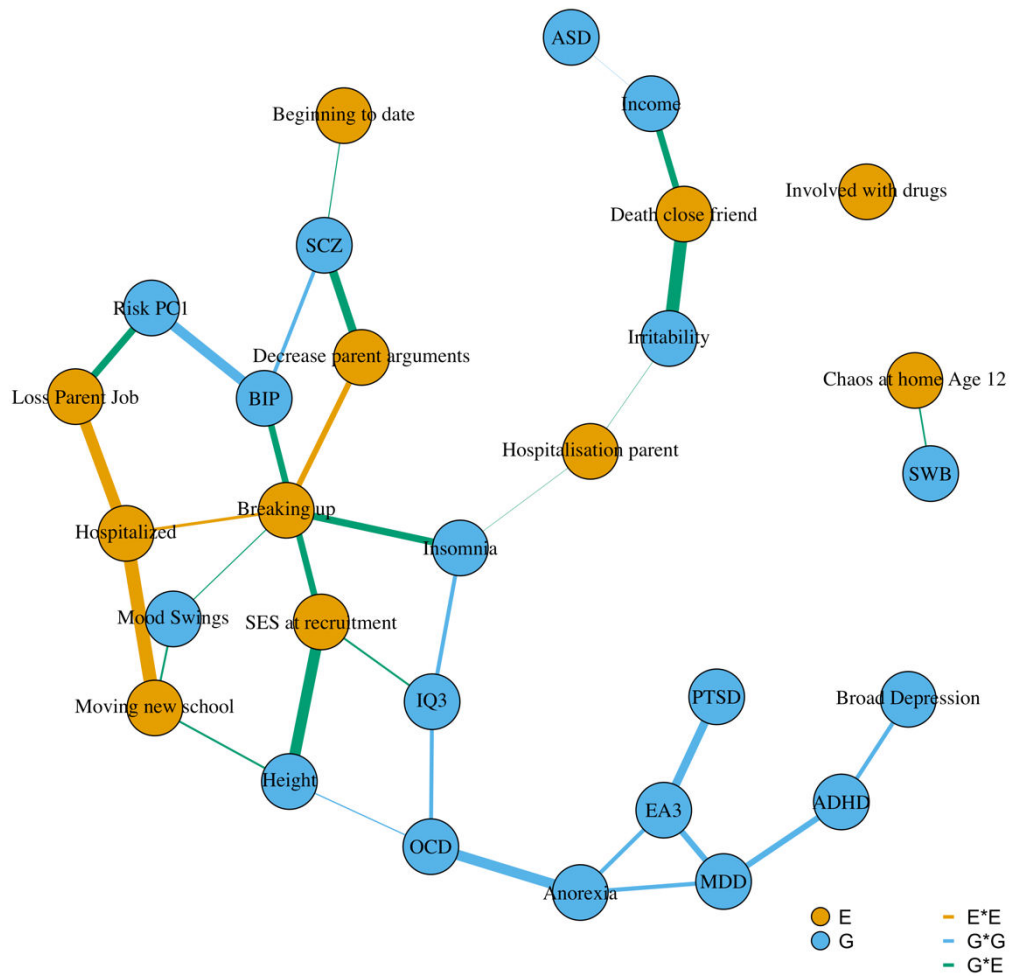 ASD
Income
Beginning to date
Involved with drugs
Death close friend
SCZ
Risk PC1
Irritability
Decrease parent arguments
Chaos at home Age 12
Loss Parent Job
BIP
Hospitalisation parent
SWB
Breaking up
Hospitalized
Insomnia
Mood Swings
SES at recruitment
IQ3
PTSD
Broad Depression
Moving new school
Height
EA3
ADHD
OCD
MDD
Anorexia
E
E*E
G
G*G
G*E